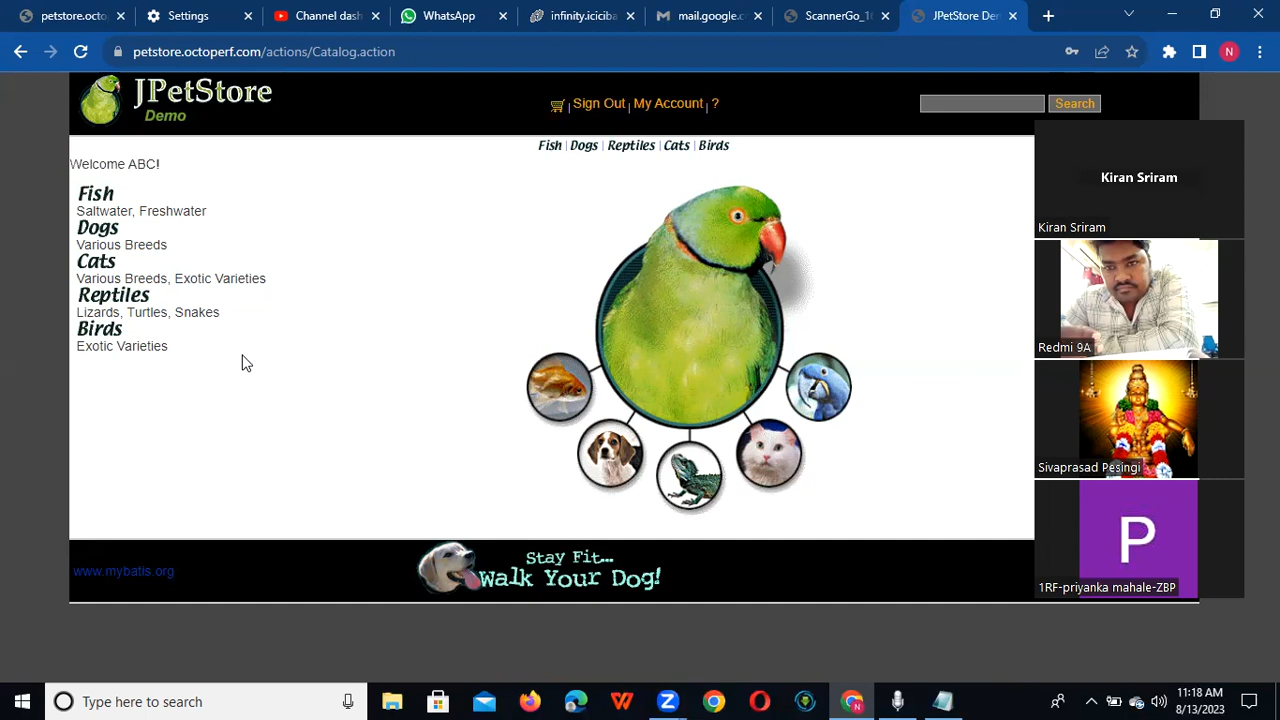 petstore.oc
Settings
Channel dash
WhatsApp
infinity.iciciba
mail.google.c
ScannerGo_1
JPetStore De
petstore.octoperf.com/actions/Catalog.action
N
JPetStore
Demo
Sign Out | My Account | ?
Search
Fish | Dogs | Reptiles | Cats | Birds
Welcome ABC!
Fish
Saltwater, Freshwater
Dogs
Various Breeds
Cats
Various Breeds, Exotic Varieties
Reptiles
Lizards, Turtles, Snakes
Birds
Exotic Varieties
Kiran Sriram
Kiran Sriram
Redmi 9A
Sivaprasad Pesingi
P
1RF-priyanka mahale-ZBP
www.mybatis.org
Stay Fit...
Walk Your Dog!
Type here to search
11:18 AM
8/13/2023